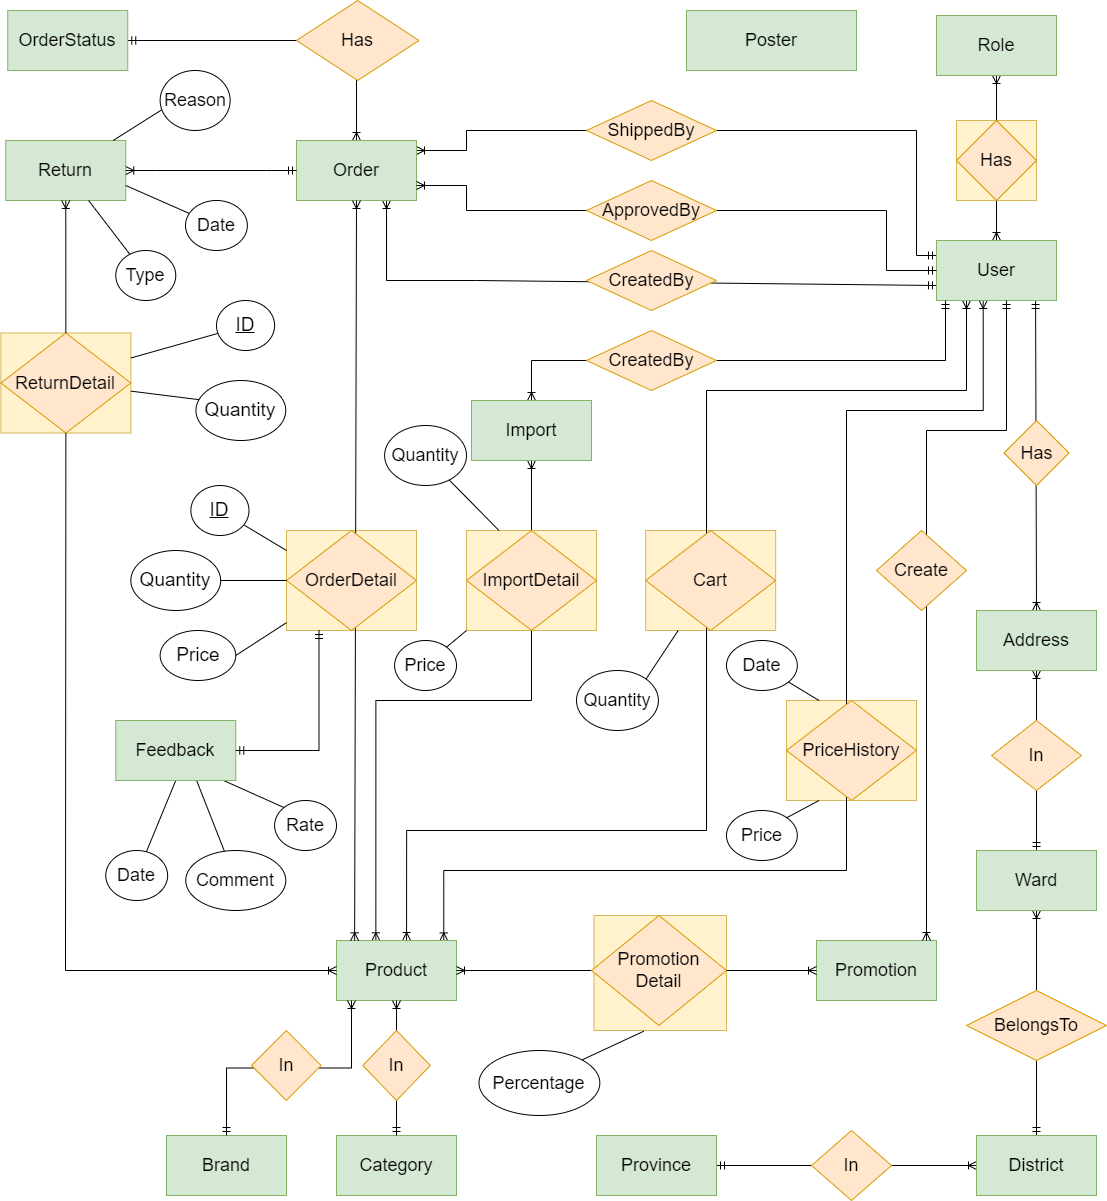 OrderStatus
Has
Poster
Role
Reason
ShippedBy
Return
Order
Has
Date
ApprovedBy
Type
CreatedBy
User
ID
CreatedBy
ReturnDetail
Quantity
Import
Quantity
Has
ID
Quantity
OrderDetail
ImportDetail
Cart
Create
Price
Price
Date
Address
Quantity
Feedback
PriceHistory
In
Rate
Price
Date
Comment
Ward
Product
Promotion
Detail
Promotion
BelongsTo
In
In
Percentage
Brand
Category
Province
In
District